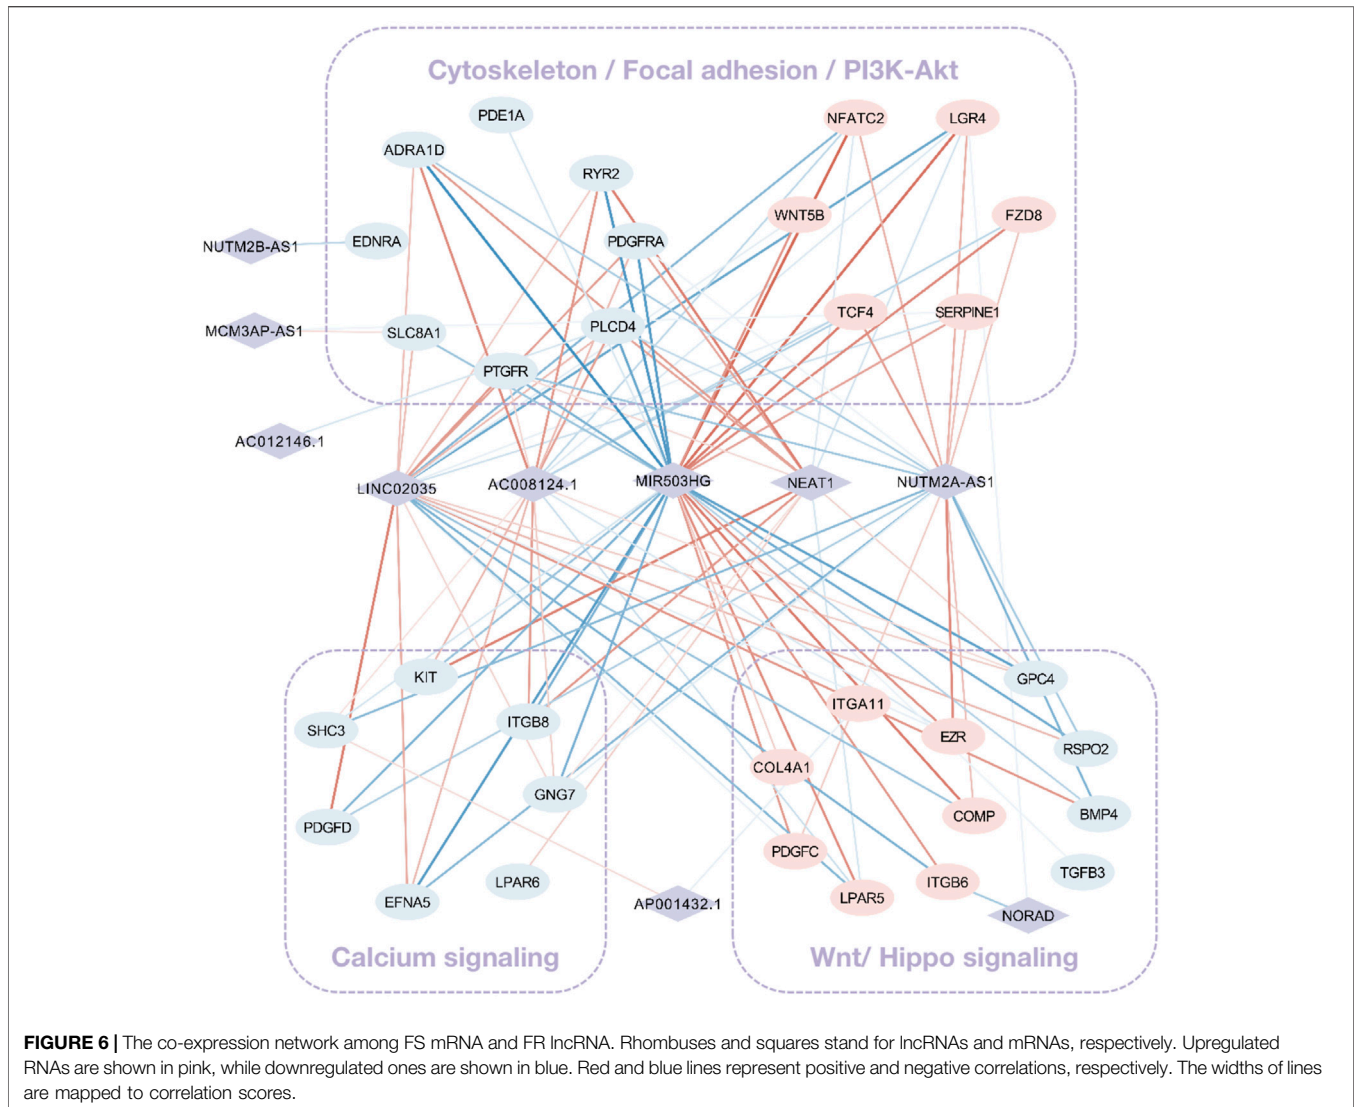 Cytoskeleton / Focal adhesion / PI3K-Akt
PDE1A
NFATC2
LGR4
ADRA1D
RYR2
WNT5B
FZD8
EDNRA
PDGFRA
NUTM2B-AS1
MCM3AP-AS1
SLC8A1
PLCD4
TCF4
SERPINE1
PTGFR
AC012146.1
LINC02035
AC008124.1
MIR503HG
NEAT1
NUTM2A-AS1
KIT
GPC4
SHC3
ITGB8
ITGA11
EZR
RSPO2
COL4A1
GNG7
PDGFD
COMP
BMP4
PDGFC
TGFB3
LPAR6
ITGB6
EFNA5
AP001432.1
LPAR5
NORAD
Calcium signaling
Wnt/ Hippo signaling
FIGURE 6 | The co-expression network among FS mRNA and FR lncRNA. Rhombuses and squares stand for lncRNAs and mRNAs, respectively. Upregulated
RNAs are shown in pink, while downregulated ones are shown in blue. Red and blue lines represent positive and negative correlations, respectively. The widths of lines
are mapped to correlation scores.